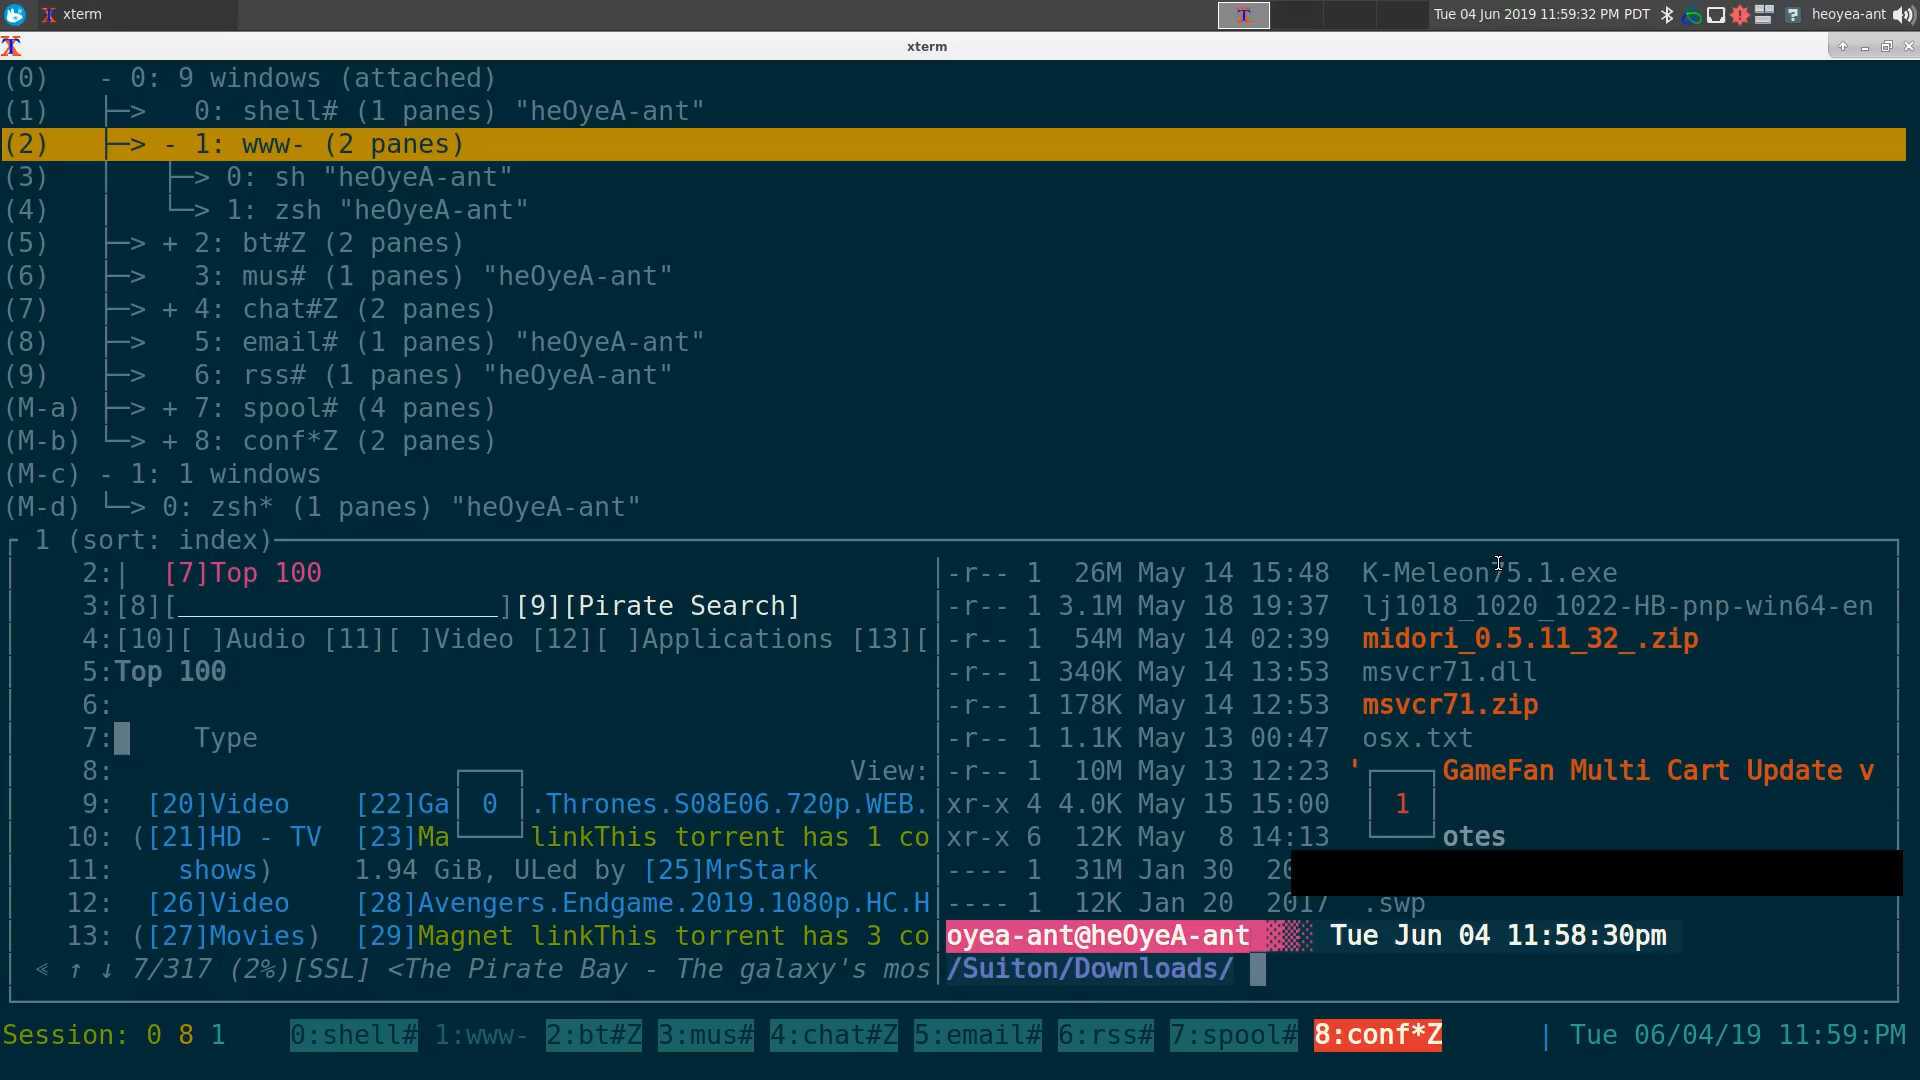 xterm
Tue 04 Jun 2019 11:59:32 PM PDT
heoyea-ant
xterm
(0) - 0: 9 windows (attached)
(1) ├─> 0: shell# (1 panes) "heOyeA-ant"
(2) ├─> - 1: www- (2 panes)
(3) │ ├─> 0: sh "heOyeA-ant"
(4) │ └─> 1: zsh "heOyeA-ant"
(5) ├─> + 2: bt#Z (2 panes)
(6) ├─> 3: mus# (1 panes) "heOyeA-ant"
(7) ├─> + 4: chat#Z (2 panes)
(8) ├─> 5: email# (1 panes) "heOyeA-ant"
(9) ├─> 6: rss# (1 panes) "heOyeA-ant"
(M-a) ├─> + 7: spool# (4 panes)
(M-b) └─> + 8: conf*Z (2 panes)
(M-c) - 1: 1 windows
(M-d) └─> 0: zsh* (1 panes) "heOyeA-ant"
1 (sort: index)
2:| [7]Top 100
3:[8][____________________][9][Pirate Search]
4:[10][ ]Audio [11][ ]Video [12][ ]Applications [13][
5:Top 100
6:
7: Type
8: View:
9: [20]Video [22]Ga 0 .Thrones.S08E06.720p.WEB.
10: ([21]HD - TV [23]Ma linkThis torrent has 1 co
11: shows) 1.94 GiB, ULed by [25]MrStark
12: [26]Video [28]Avengers.Endgame.2019.1080p.HC.H
13: ([27]Movies) [29]Magnet linkThis torrent has 3 co
≪ ↑ ↓ 7/317 (2%)[SSL] <The Pirate Bay - The galaxy's mos
-r-- 1 26M May 14 15:48 K-Meleon75.1.exe
-r-- 1 3.1M May 18 19:37 lj1018_1020_1022-HB-pnp-win64-en
-r-- 1 54M May 14 02:39 midori_0.5.11_32_.zip
-r-- 1 340K May 14 13:53 msvcr71.dll
-r-- 1 178K May 14 12:53 msvcr71.zip
-r-- 1 1.1K May 13 00:47 osx.txt
-r-- 1 10M May 13 12:23 ' GameFan Multi Cart Update v
xr-x 4 4.0K May 15 15:00 1
xr-x 6 12K May 8 14:13 otes
---- 1 31M Jan 30 20
---- 1 12K Jan 20 2017 .swp
oyea-ant@heOyeA-ant Tue Jun 04 11:58:30pm
/Suiton/Downloads/
Session: 0 8 1 0:shell# 1:www- 2:bt#Z 3:mus# 4:chat#Z 5:email# 6:rss# 7:spool# 8:conf*Z | Tue 06/04/19 11:59:PM